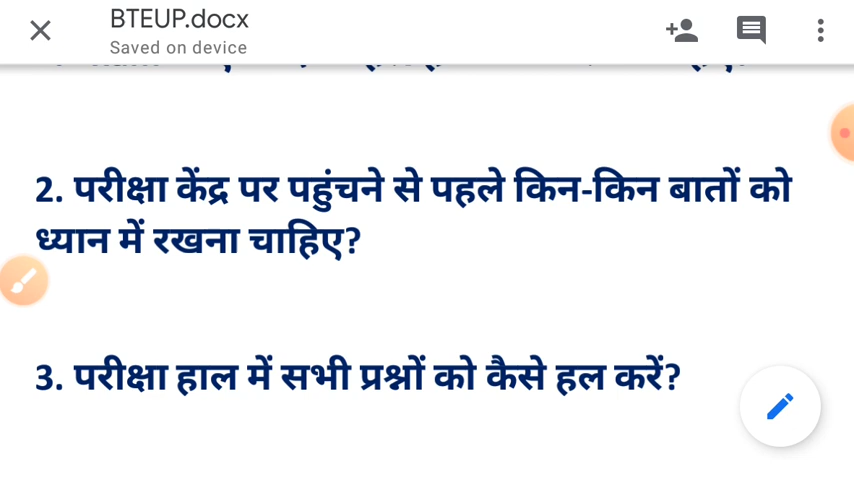 BTEUP.docx
Saved on device
2. परीक्षा केंद्र पर पहुंचने से पहले किन-किन बातों को
ध्यान में रखना चाहिए?
3. परीक्षा हाल में सभी प्रश्नों को कैसे हल करें?